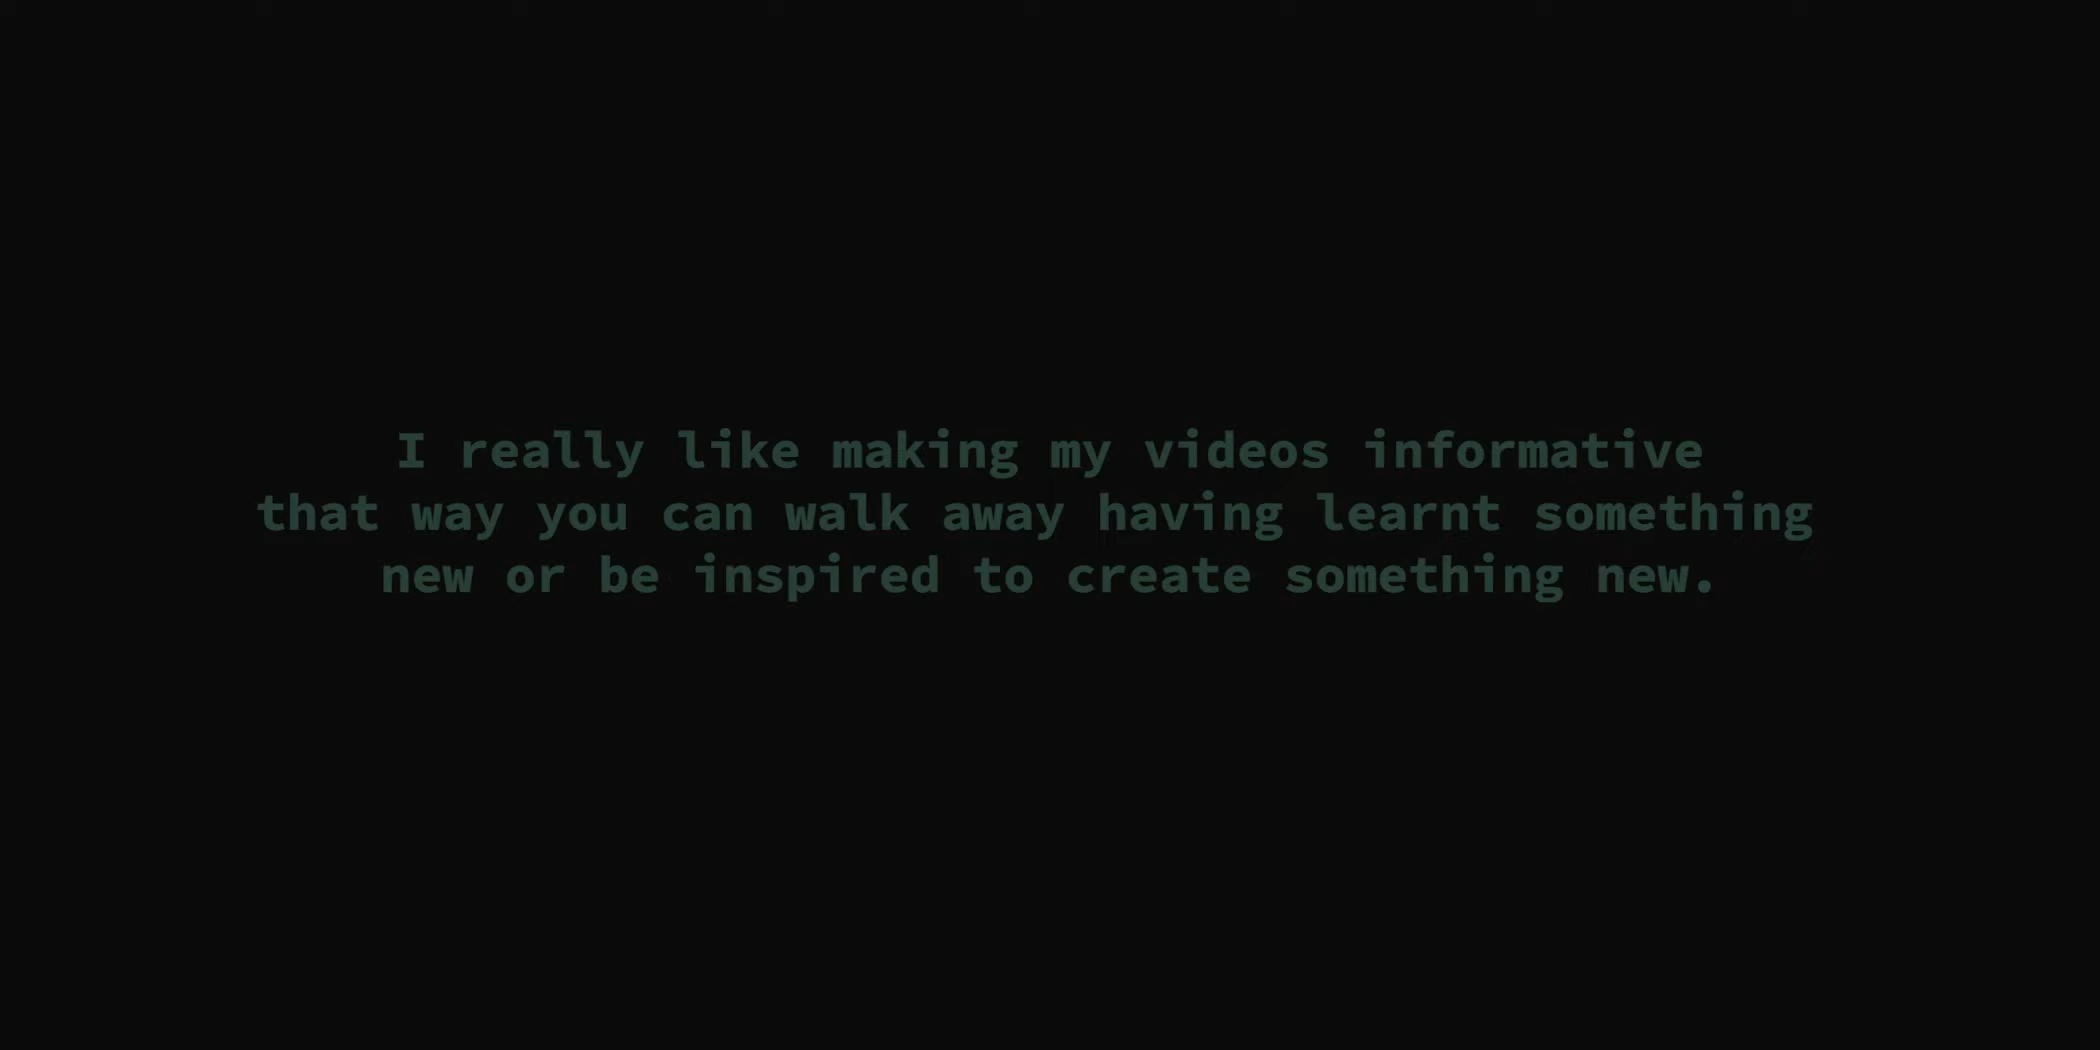 I really like making my videos informative
that way you can walk away having learnt something
new or be inspired to create something new.